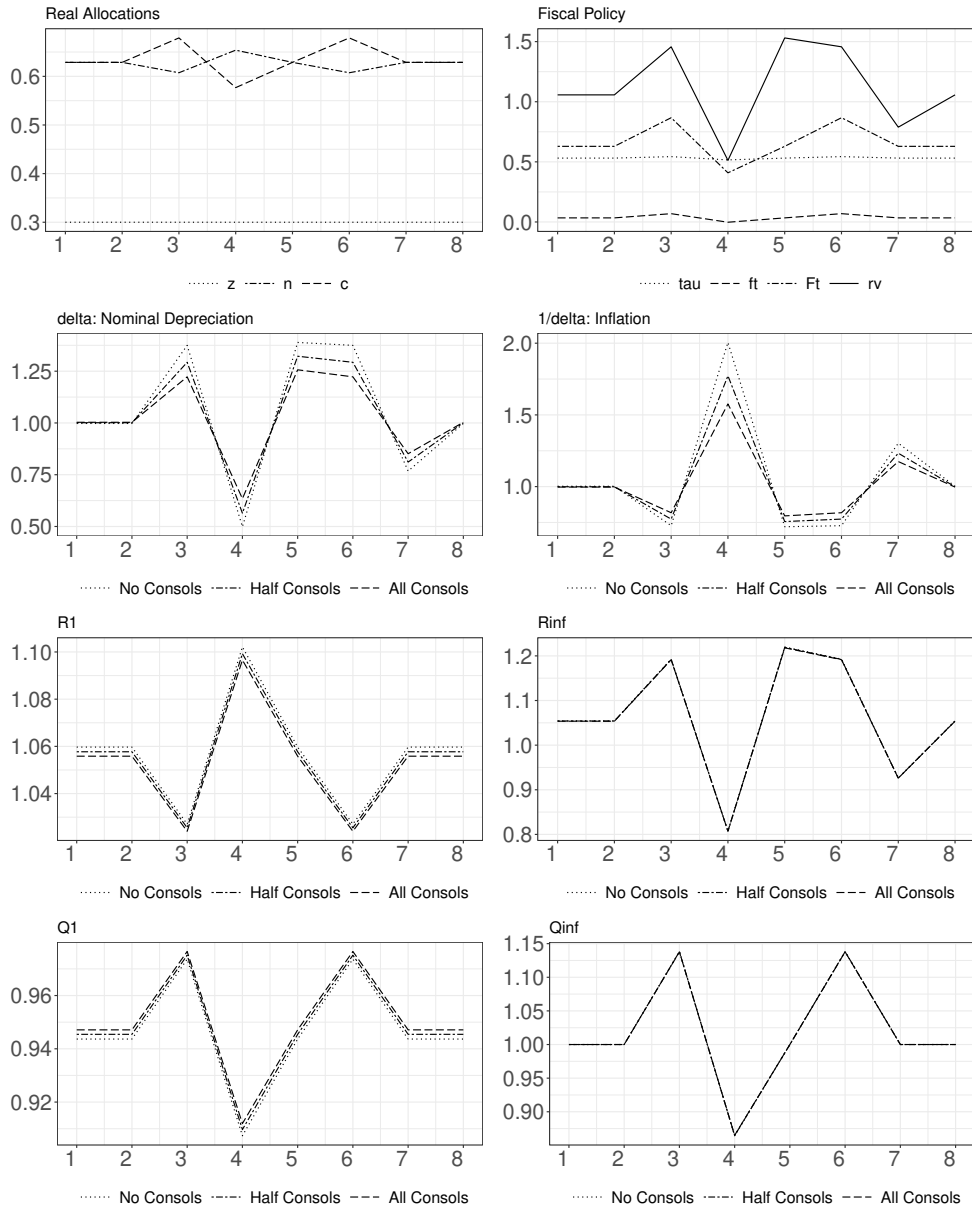 Real Allocations
0.6
0.5
0.4
0.3
1 2 3 4 5 6 7 8
z n c
Fiscal Policy
1.5
1.0
0.5
0.0
1 2 3 4 5 6 7 8
tau ft Ft rv
delta: Nominal Depreciation
1.25
1.00
0.75
0.50
1 2 3 4 5 6 7 8
No Consols Half Consols All Consols
1/delta: Inflation
2.0
1.5
1.0
1 2 3 4 5 6 7 8
No Consols Half Consols All Consols
R1
1.10
1.08
1.06
1.04
1 2 3 4 5 6 7 8
No Consols Half Consols All Consols
Rinf
1.2
1.1
1.0
0.9
0.8
1 2 3 4 5 6 7 8
No Consols Half Consols All Consols
Q1
0.96
0.94
0.92
1 2 3 4 5 6 7 8
No Consols Half Consols All Consols
Qinf
1.15
1.10
1.05
1.00
0.95
0.90
1 2 3 4 5 6 7 8
No Consols Half Consols All Consols